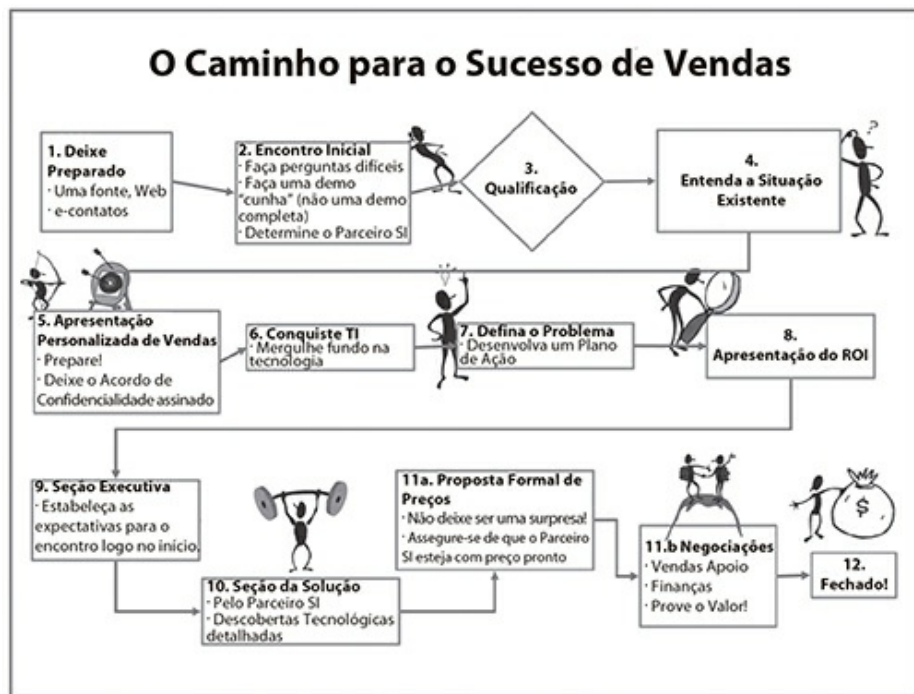 O Caminho para o Sucesso de Vendas
1. Deixe
Preparado
· Uma fonte, Web
· e-contatos
2. Encontro Inicial
· Faça perguntas difíceis
· Faça uma demo
"cunha" (não uma demo
completa)
· Determine o Parceiro SI
3.
Qualificação
4.
Entenda a Situação
Existente
?
5. Apresentação
Personalizada de Vendas
· Prepare!
· Deixe o Acordo de
Confidencialidade assinado
6. Conquiste TI
· Mergulhe fundo na
tecnologia
7. Defina o Problema
· Desenvolva um Plano
de Ação
8.
Apresentação do ROI
9. Seção Executiva
· Estabeleça as
expectativas para o
encontro logo no início.
10. Seção da Solução
· Pelo Parceiro SI
· Descobertas Tecnológicas
detalhadas
11a. Proposta Formal de
Preços
· Não deixe ser uma surpresa!
· Assegure-se de que o Parceiro
SI esteja com preço pronto
11.b Negociações
· Vendas Apoio
· Finanças
· Prove o Valor!
$
12.
Fechado!